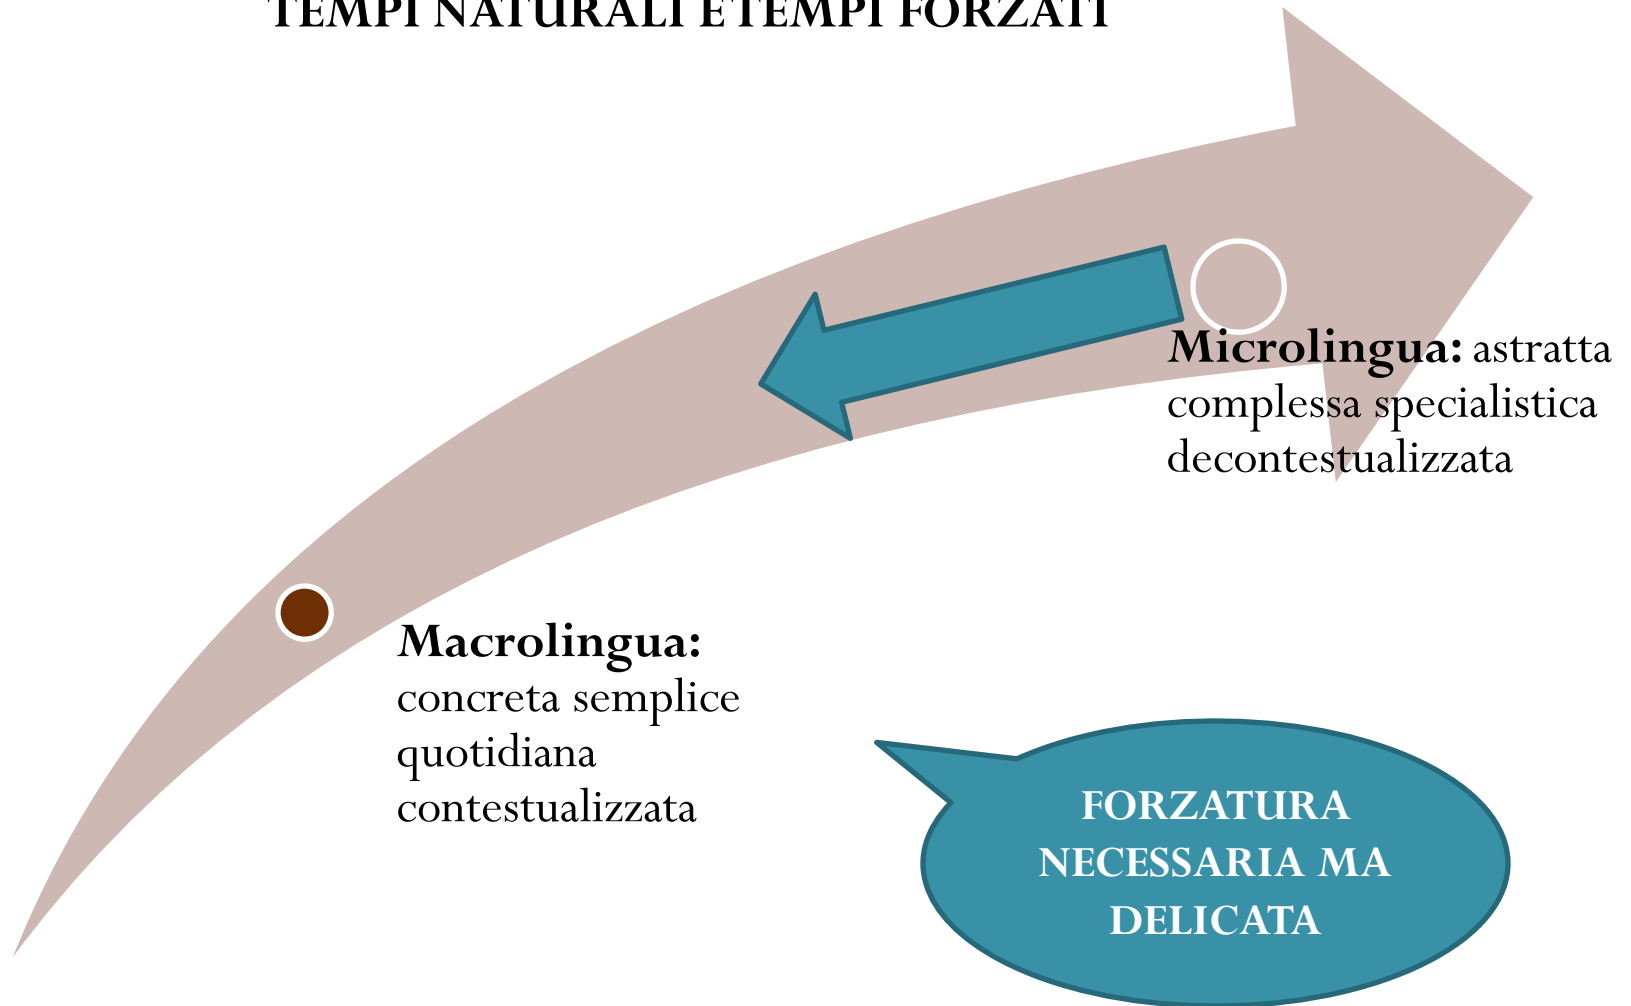 TEMPI NATURALI E TEMPI FORZATI
Microlingua: astratta
complessa specialistica
decontestualizzata
Macrolingua:
concreta semplice
quotidiana
contestualizzata
FORZATURA
NECESSARIA MA
DELICATA